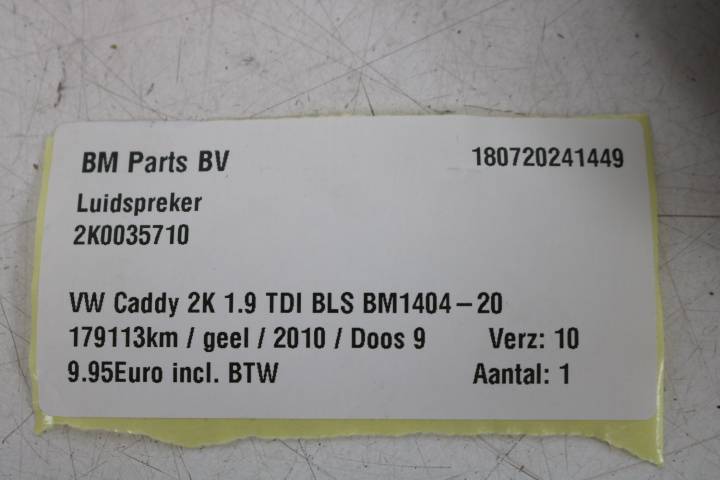 BM Parts BV 180720241449
Luidspreker
2K0035710
VW Caddy 2K 1.9 TDI BLS BM1404-20
179113km / geel / 2010 / Doos 9 Verz: 10
9.95Euro incl. BTW Aantal: 1